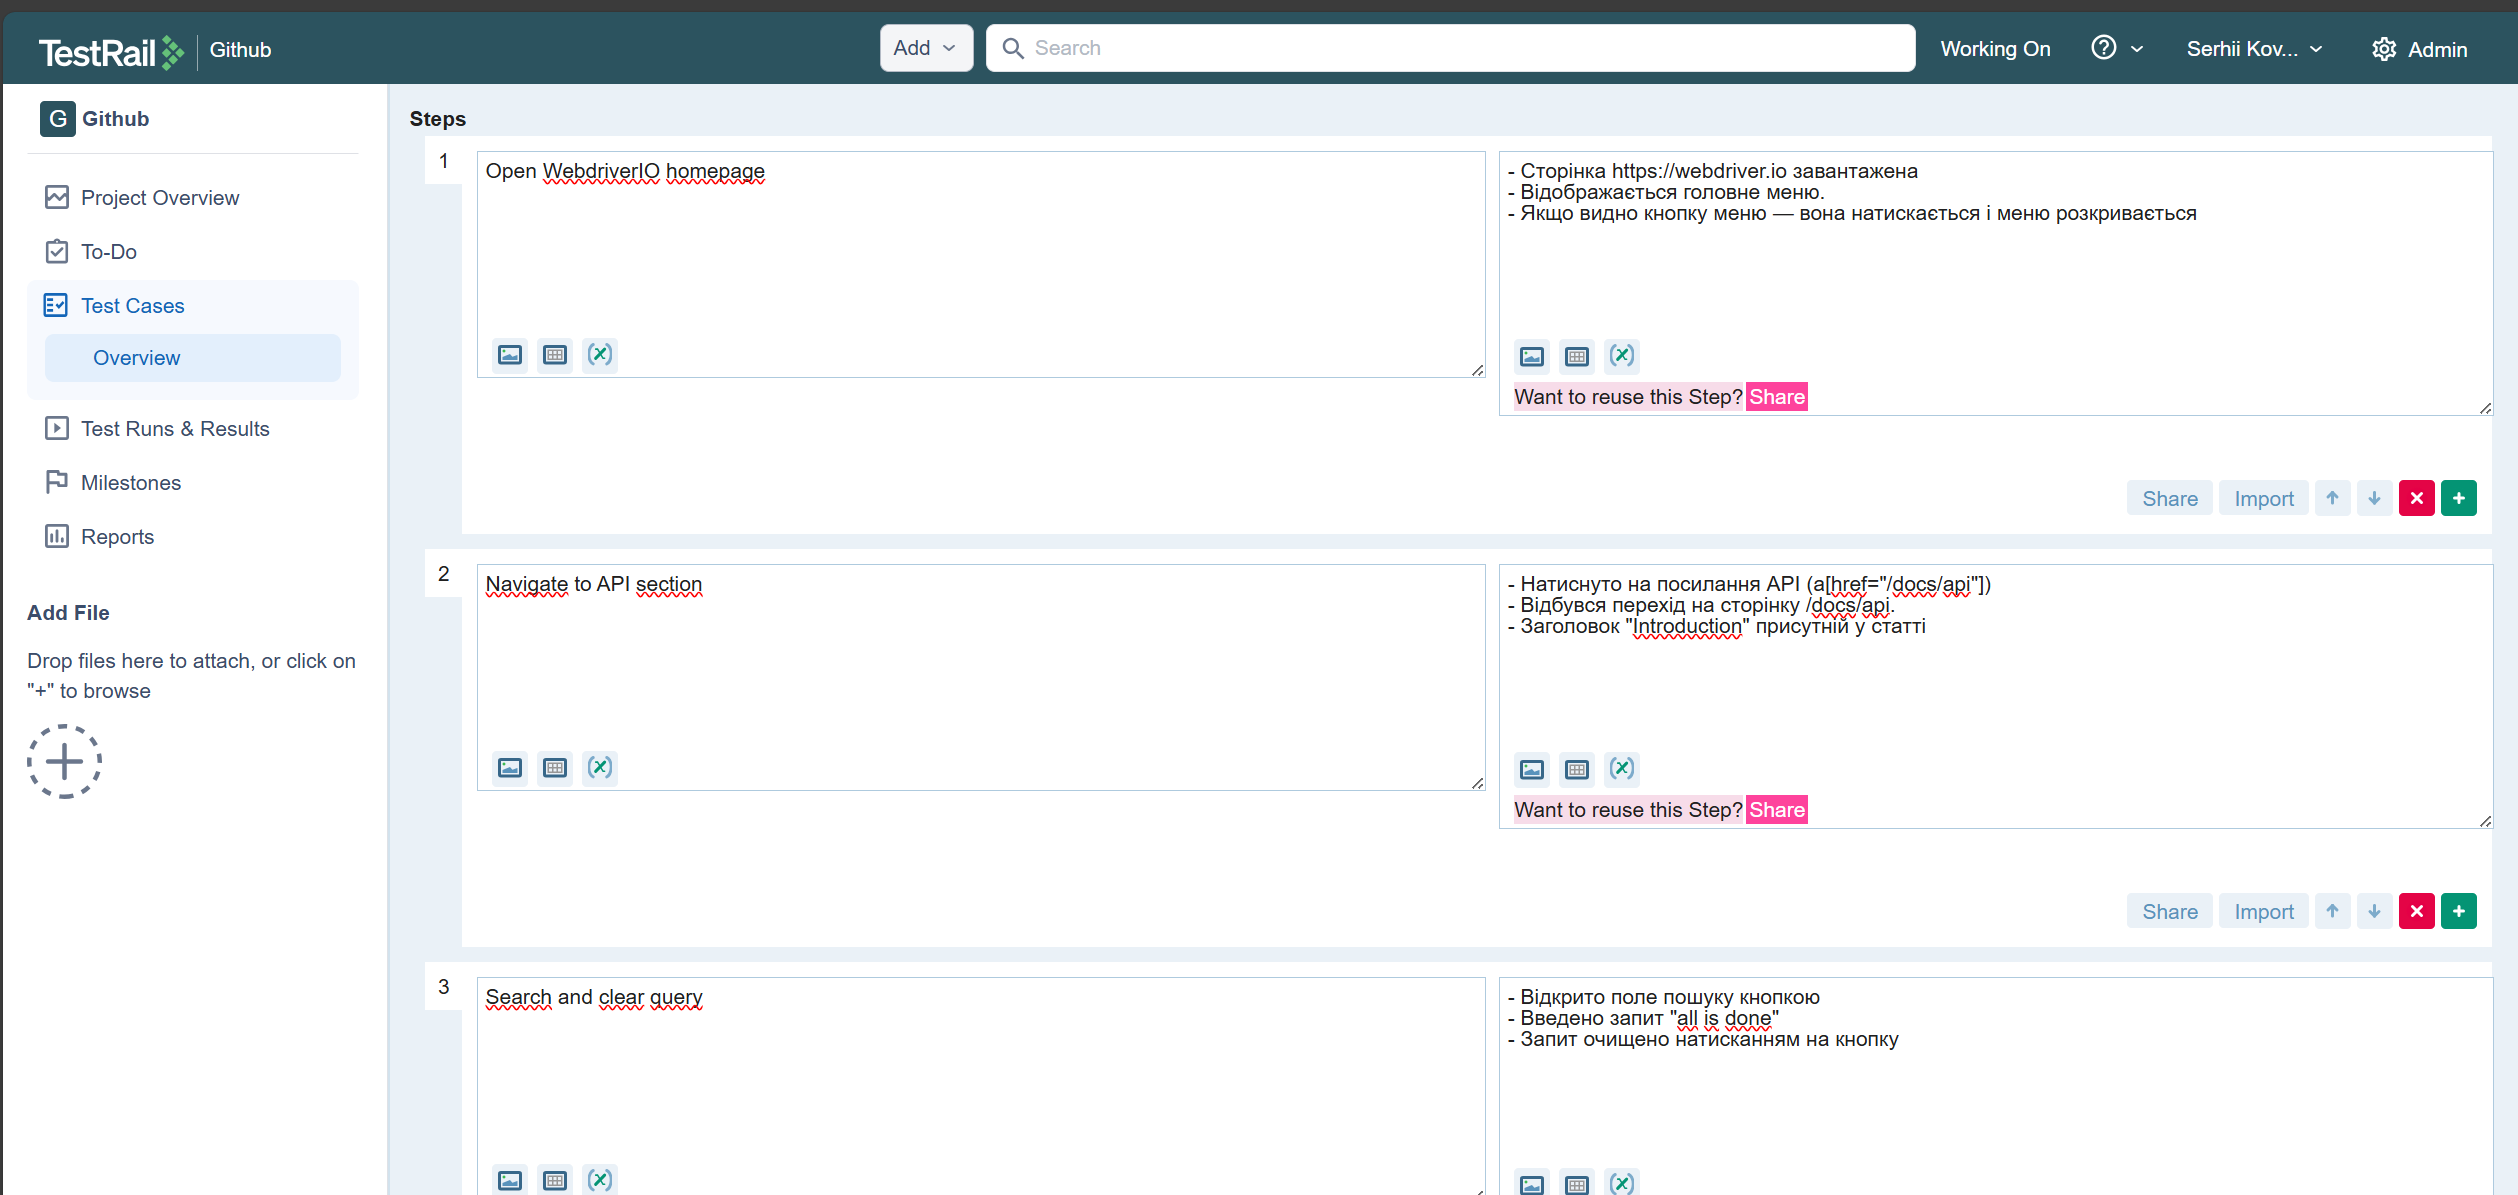 TestRail
Github
Add
Search
Working On
Serhii Kov...
Admin
G
Github
Project Overview
To-Do
Test Cases
Overview
Test Runs & Results
Milestones
Reports
Add File
Drop files here to attach, or click on
"+" to browse
Steps
1
Open WebdriverIO homepage
- Сторінка https://webdriver.io завантажена
- Відображається головне меню.
- Якщо видно кнопку меню — вона натискається і меню розкривається
Want to reuse this Step? Share
Share
Import
2
Navigate to API section
- Натиснуто на посилання API (a[href="/docs/api"])
- Відбувся перехід на сторінку /docs/api.
- Заголовок "Introduction" присутній у статті
Want to reuse this Step? Share
Share
Import
3
Search and clear query
- Відкрито поле пошуку кнопкою
- Введено запит "all is done"
- Запит очищено натисканням на кнопку